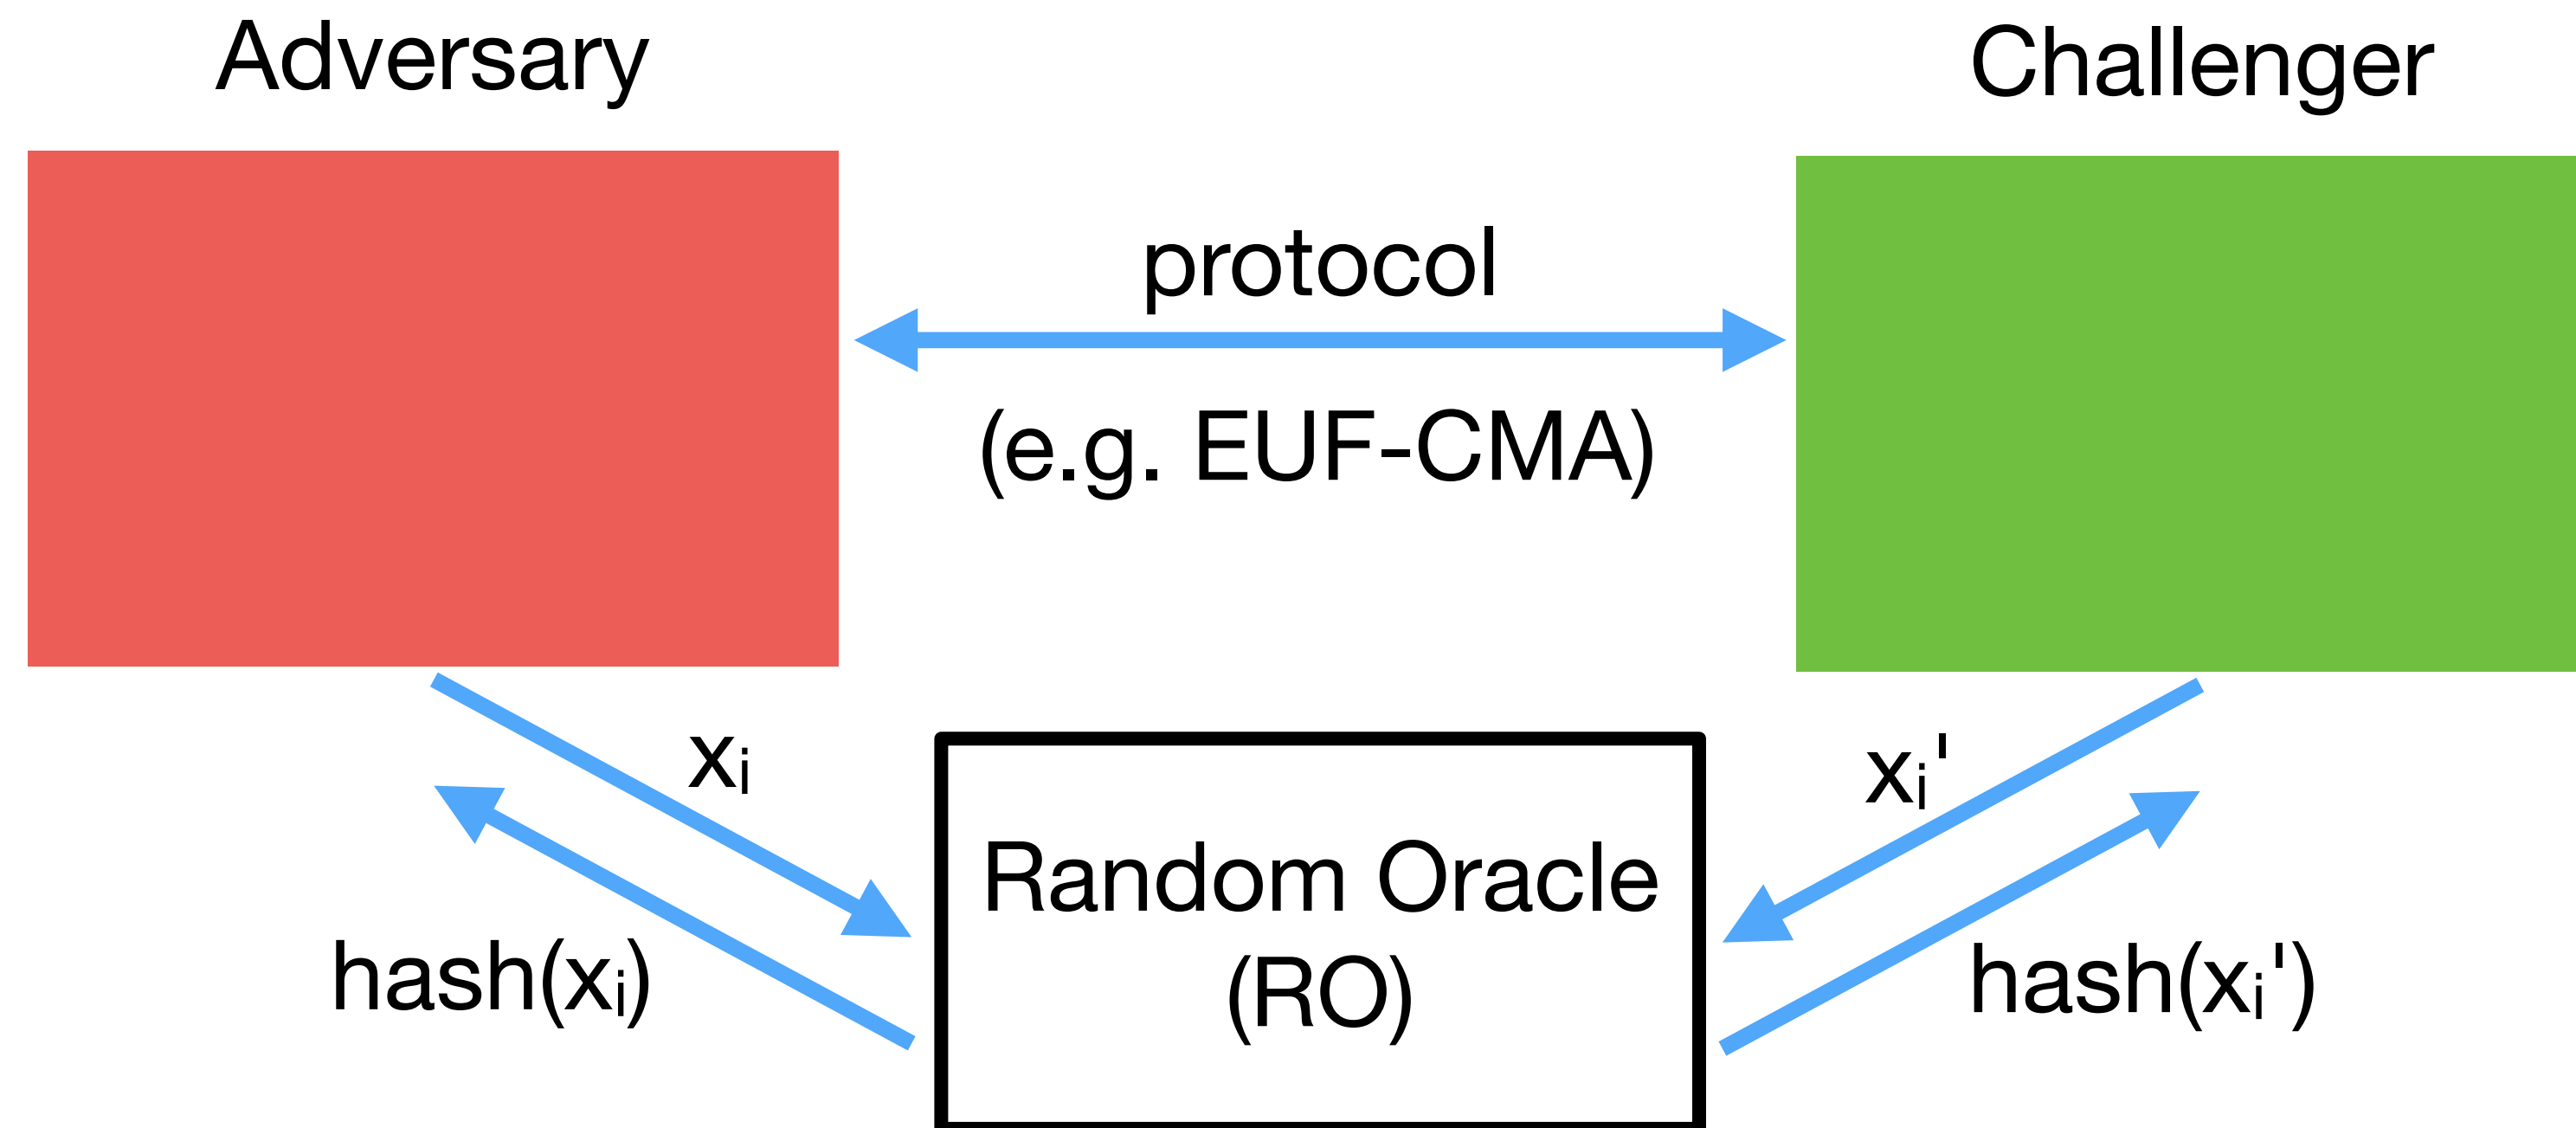 Adversary
Challenger
protocol
(e.g. EUF-CMA)
xᵢ
xᵢ'
Random Oracle
(RO)
hash(xᵢ)
hash(xᵢ')